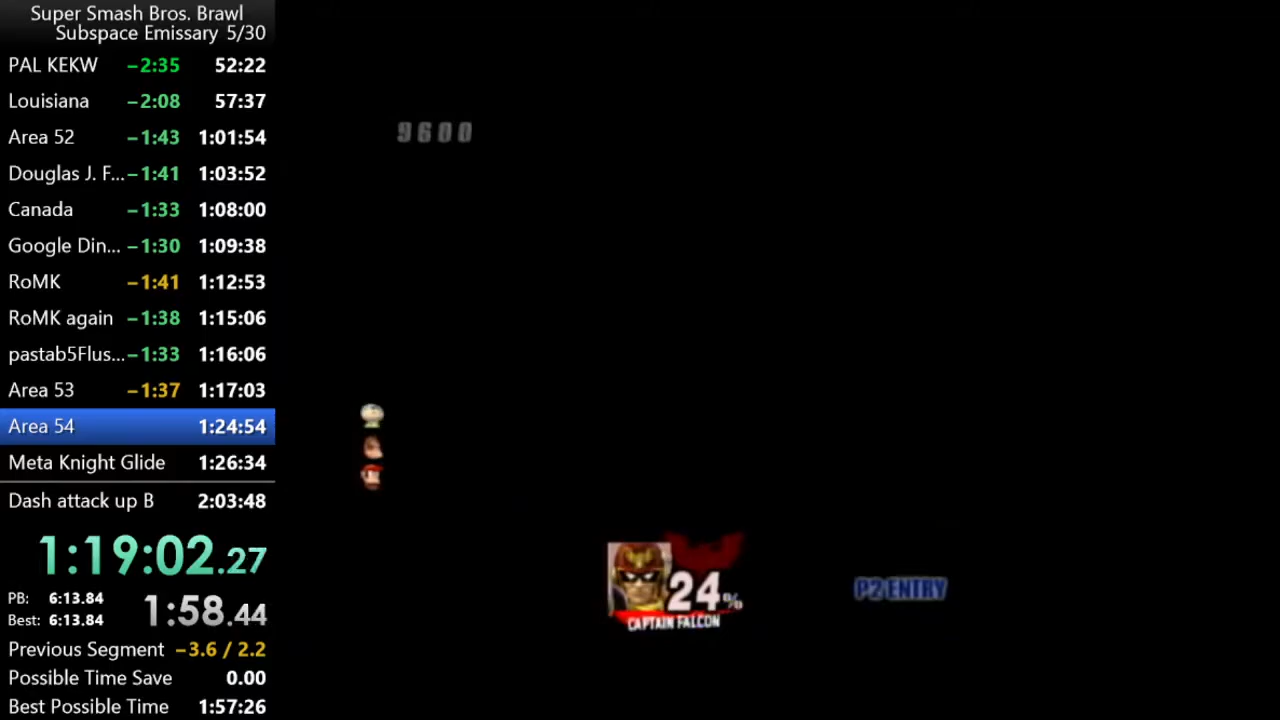 Super Smash Bros. Brawl
Subspace Emissary 5/30
PAL KEKW -2:35 52:22
Louisiana -2:08 57:37
Area 52 -1:43 1:01:54
Douglas J. F... -1:41 1:03:52
Canada -1:33 1:08:00
Google Din... -1:30 1:09:38
RoMK -1:41 1:12:53
RoMK again -1:38 1:15:06
pastab5Flus... -1:33 1:16:06
Area 53 -1:37 1:17:03
Area 54 1:24:54
Meta Knight Glide 1:26:34
Dash attack up B 2:03:48
1:19:02.27
PB: 6:13.84
Best: 6:13.84
1:58.44
Previous Segment -3.6 / 2.2
Possible Time Save 0.00
Best Possible Time 1:57:26
9600
24%
CAPTAIN FALCON
P2 ENTRY